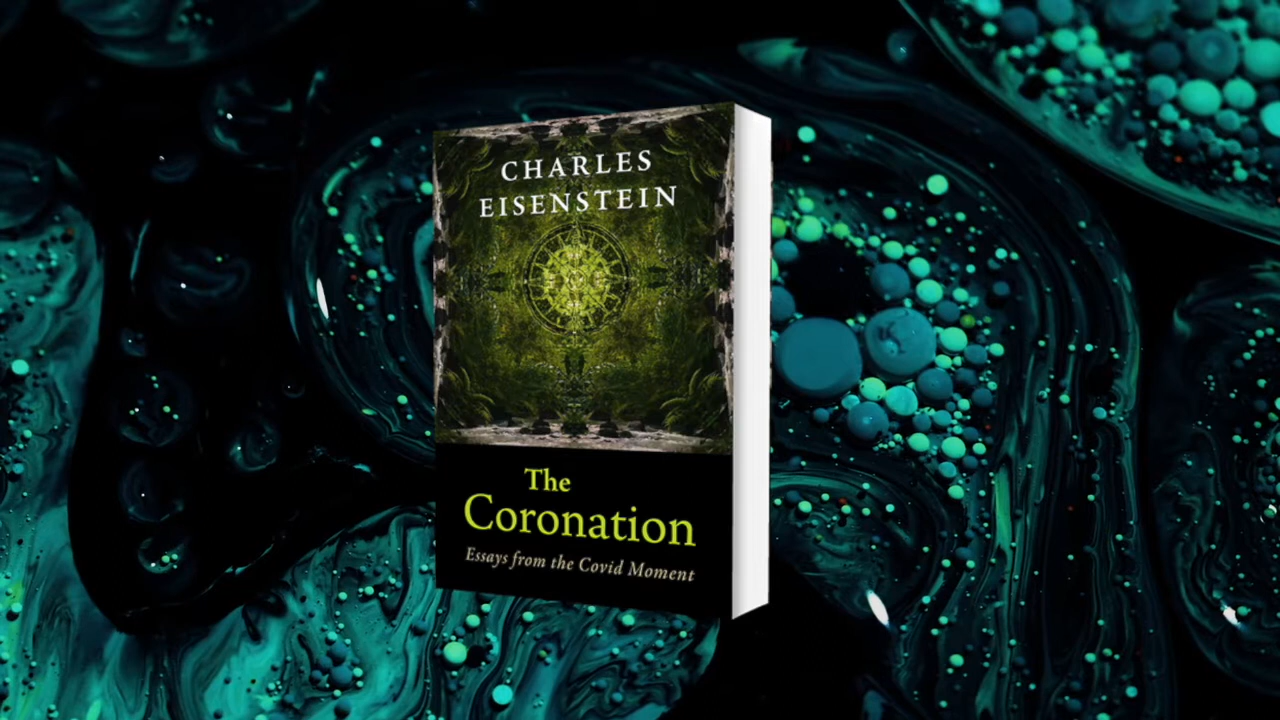 CHARLES
EISENSTEIN
The
Coronation
Essays from the Covid Moment